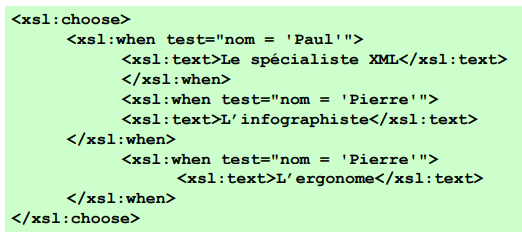 <xsl:choose>
<xsl:when test="nom = 'Paul'">
<xsl:text>Le spécialiste XML</xsl:text>
</xsl:when>
<xsl:when test="nom = 'Pierre'">
<xsl:text>L’infographiste</xsl:text>
</xsl:when>
<xsl:when test="nom = 'Pierre'">
<xsl:text>L’ergonome</xsl:text>
</xsl:when>
</xsl:choose>